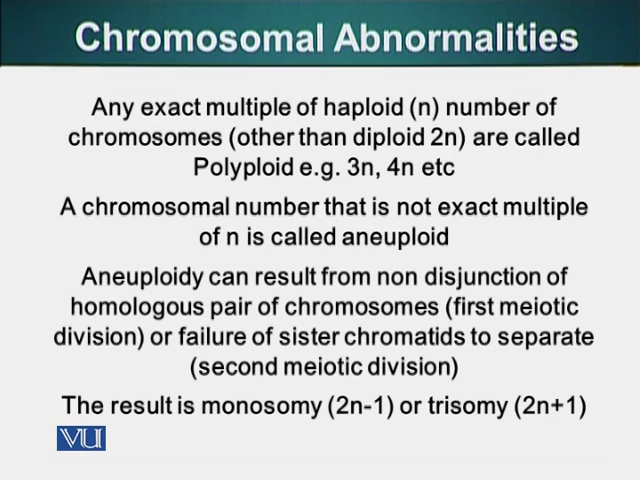 Chromosomal Abnormalities
Any exact multiple of haploid (n) number of
chromosomes (other than diploid 2n) are called
Polyploid e.g. 3n, 4n etc
A chromosomal number that is not exact multiple
of n is called aneuploid
Aneuploidy can result from non disjunction of
homologous pair of chromosomes (first meiotic
division) or failure of sister chromatids to separate
(second meiotic division)
The result is monosomy (2n-1) or trisomy (2n+1)
VU